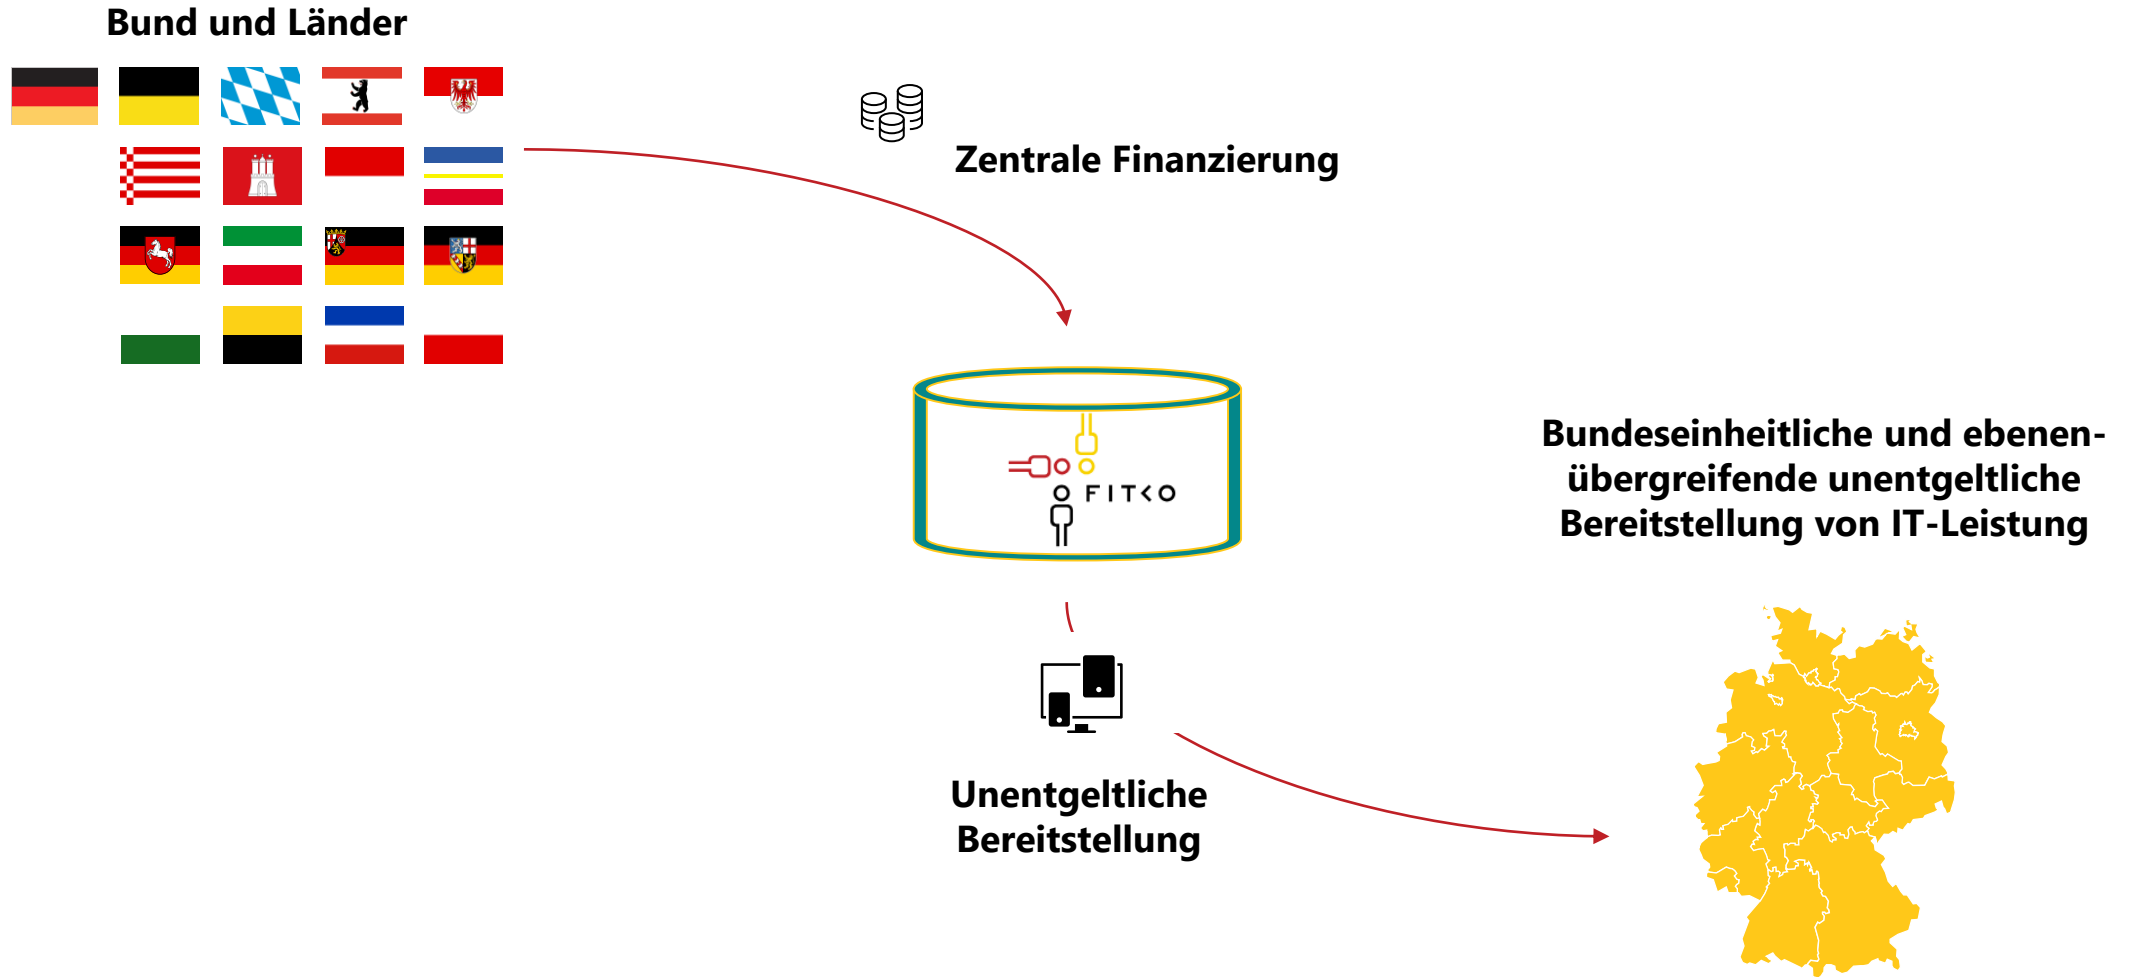 Bund und Länder
Zentrale Finanzierung
FITKO
Bundeseinheitliche und ebenen-
übergreifende unentgeltliche
Bereitstellung von IT-Leistung
Unentgeltliche
Bereitstellung